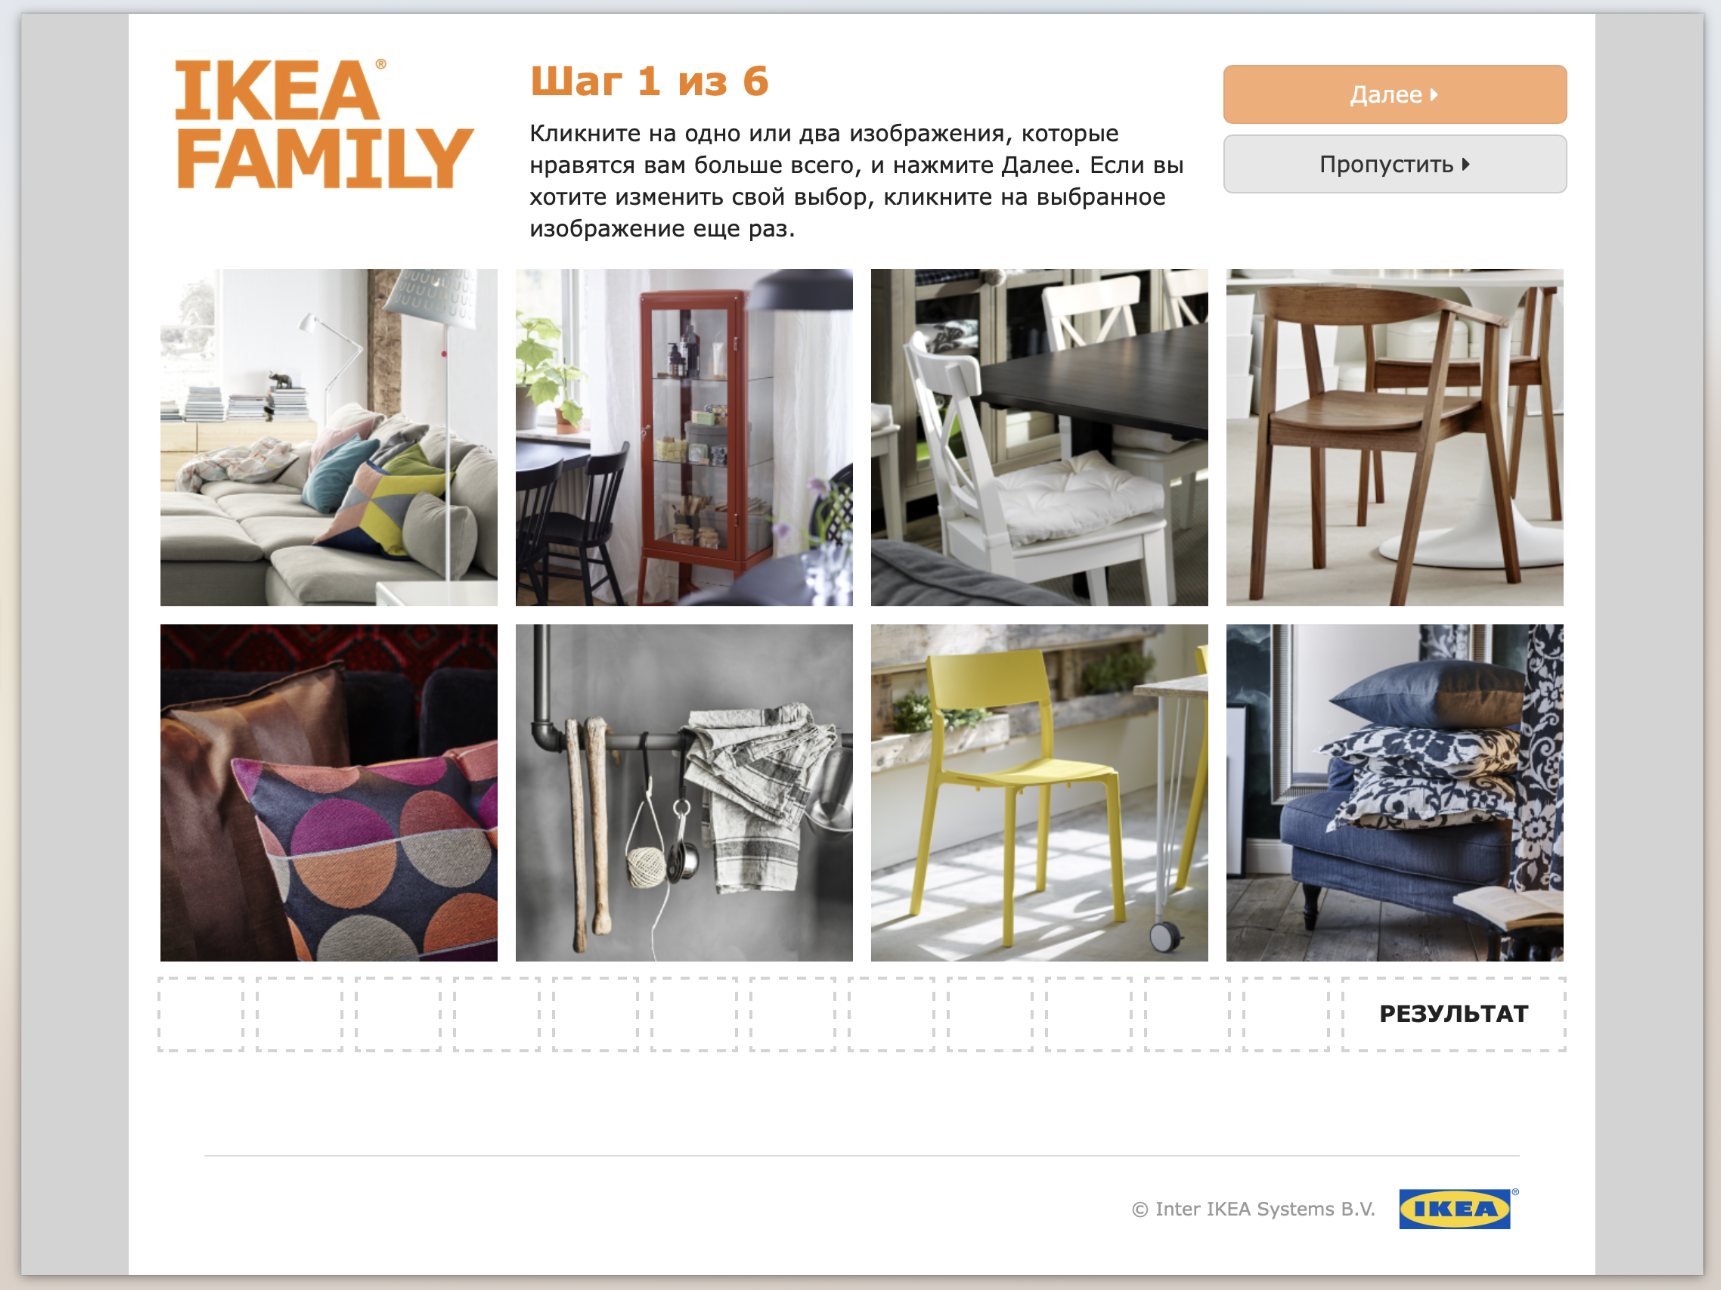 IKEA®
FAMILY
Шаг 1 из 6
Кликните на одно или два изображения, которые
нравятся вам больше всего, и нажмите Далее. Если вы
хотите изменить свой выбор, кликните на выбранное
изображение еще раз.
Далее
Пропустить
РЕЗУЛЬТАТ
© Inter IKEA Systems B.V.
IKEA®